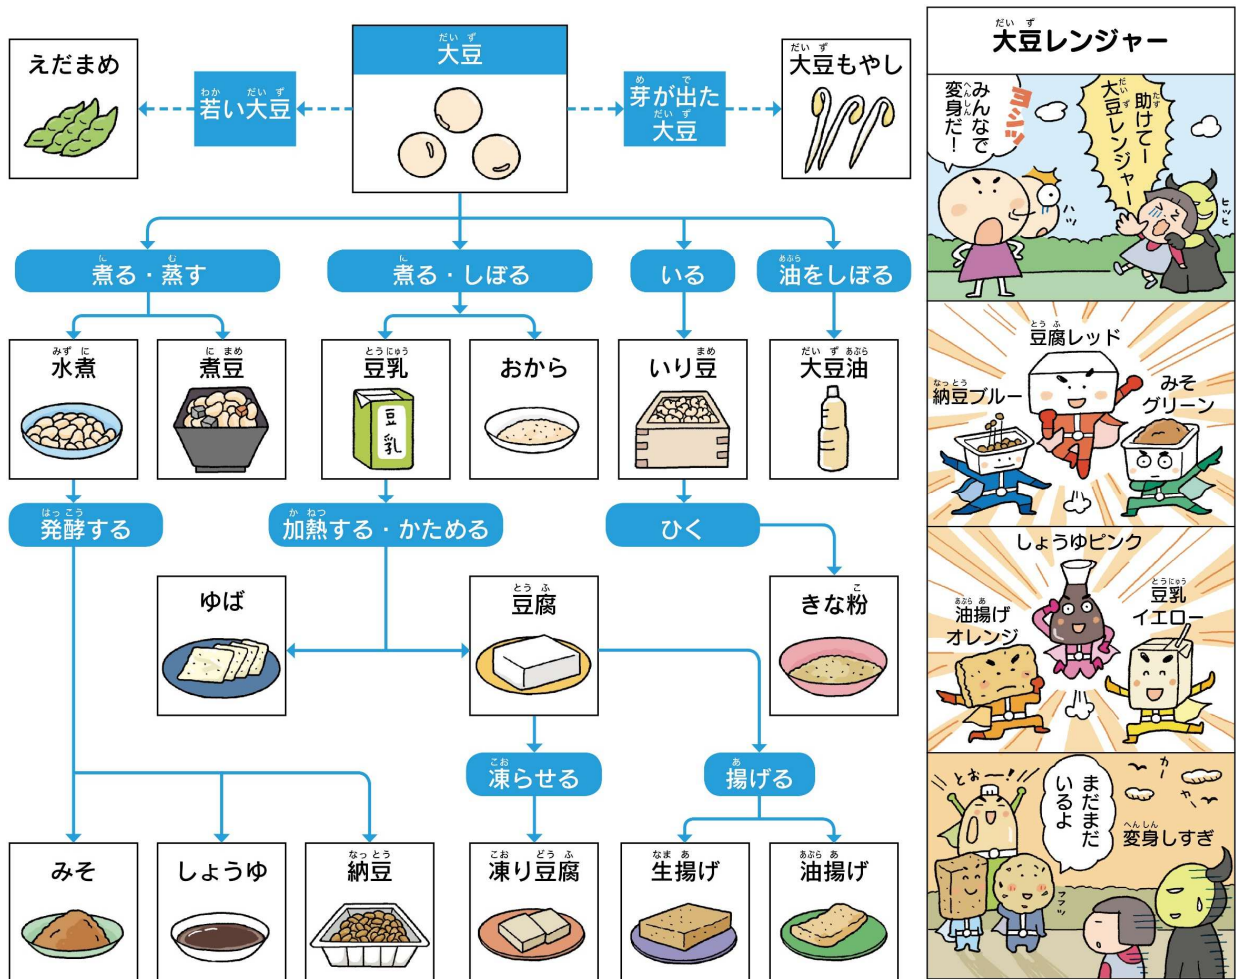 大豆
えだまめ
若い大豆
芽が出た
大豆
大豆もやし
煮る・蒸す
煮る・しぼる
いる
油をしぼる
水煮
煮豆
豆乳
豆乳
おから
いり豆
大豆油
発酵する
加熱する・かためる
ひく
ゆば
豆腐
きな粉
凍らせる
揚げる
みそ
しょうゆ
納豆
凍り豆腐
生揚げ
油揚げ
大豆レンジャー
助けてー
大豆レンジャー
ヒッヒ
ハッ
ヨシッ
みんなで
変身だ！
豆腐レッド
納豆ブルー
みそ
グリーン
しょうゆピンク
油揚げ
オレンジ
豆乳
イエロー
カー
カー
変身しすぎ
まだまだ
いるよ
とぉー！
フフッ